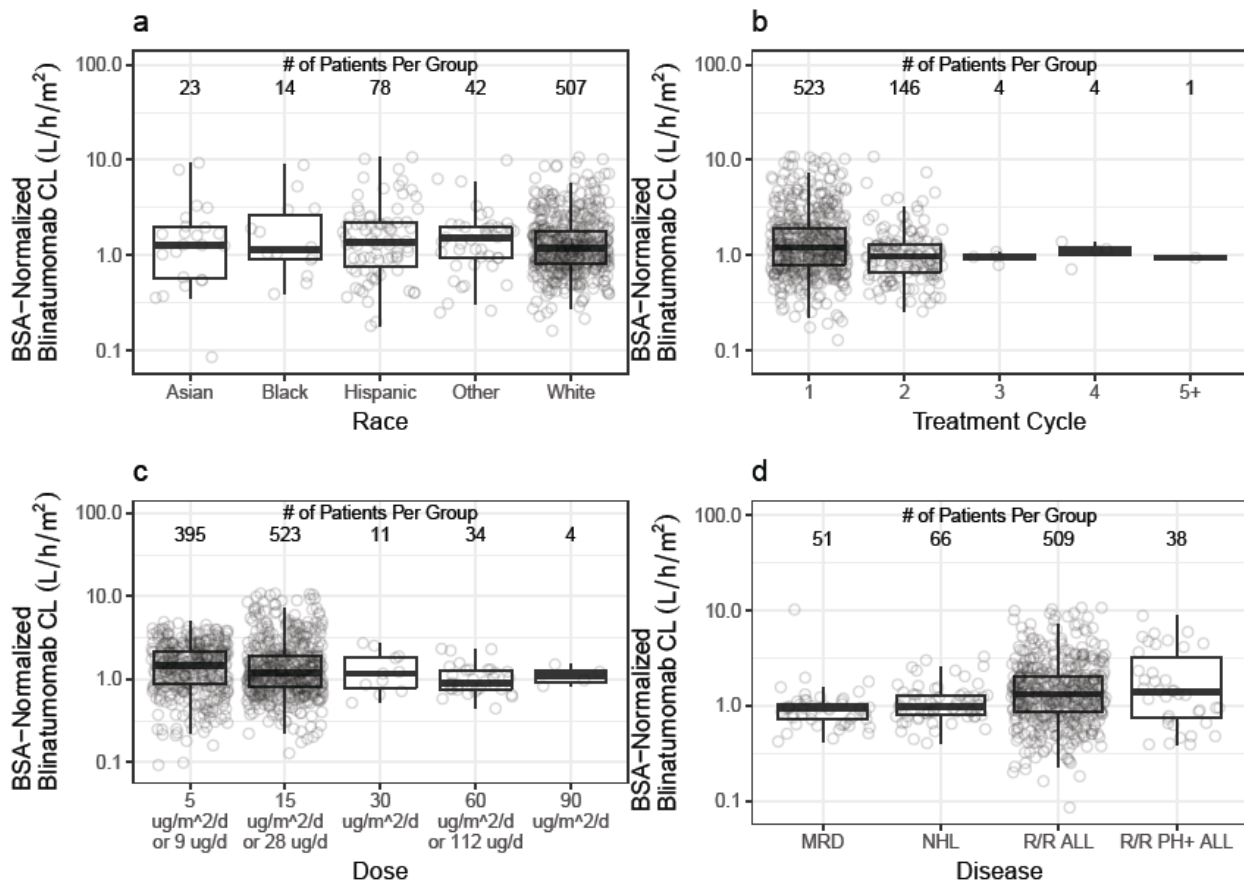 a
# of Patients Per Group
23 14 78 42 507
100.0
10.0
1.0
0.1
BSA−Normalized
Blinatumomab CL (L/h/m²)
Asian Black Hispanic Other White
Race
b
# of Patients Per Group
523 146 4 4 1
100.0
10.0
1.0
0.1
BSA−Normalized
Blinatumomab CL (L/h/m²)
1 2 3 4 5+
Treatment Cycle
c
# of Patients Per Group
395 523 11 34 4
100.0
10.0
1.0
0.1
BSA−Normalized
Blinatumomab CL (L/h/m²)
5 15 30 60 90
ug/m^2/d ug/m^2/d ug/m^2/d ug/m^2/d ug/m^2/d
or 9 ug/d or 28 ug/d or 112 ug/d
Dose
d
# of Patients Per Group
51 66 509 38
100.0
10.0
1.0
0.1
BSA−Normalized
Blinatumomab CL (L/h/m²)
MRD NHL R/R ALL R/R PH+ ALL
Disease